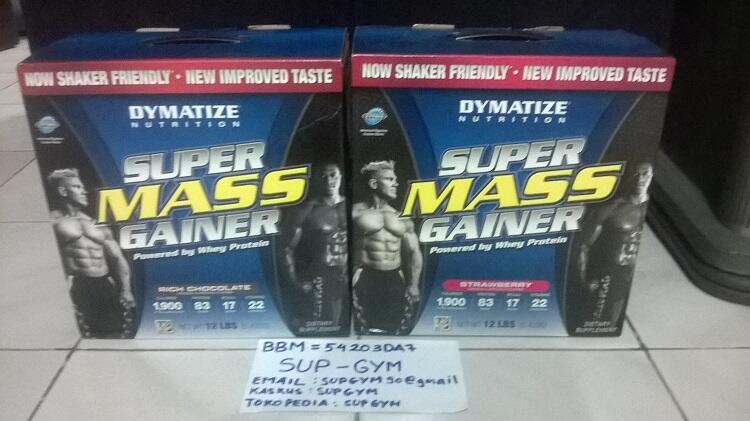 NOW SHAKER FRIENDLY • NEW IMPROVED TASTE
DYMATIZE
NUTRITION
SUPER
MASS
GAINER
Powered by Whey Protein
RICH CHOCOLATE
1,900 83 17 22
NET WT 12 LBS
DIETARY
SUPPLEMENT
NOW SHAKER FRIENDLY • NEW IMPROVED TASTE
DYMATIZE
NUTRITION
SUPER
MASS
GAINER
Powered by Whey Protein
STRAWBERRY
1,900 83 17 22
NET WT 12 LBS
DIETARY
SUPPLEMENT
BBM = 54203DA7
SUP-GYM
EMAIL : SUPGYM90@gmail
KASKUS : SUPGYM
TOKOPEDIA : SUPGYM